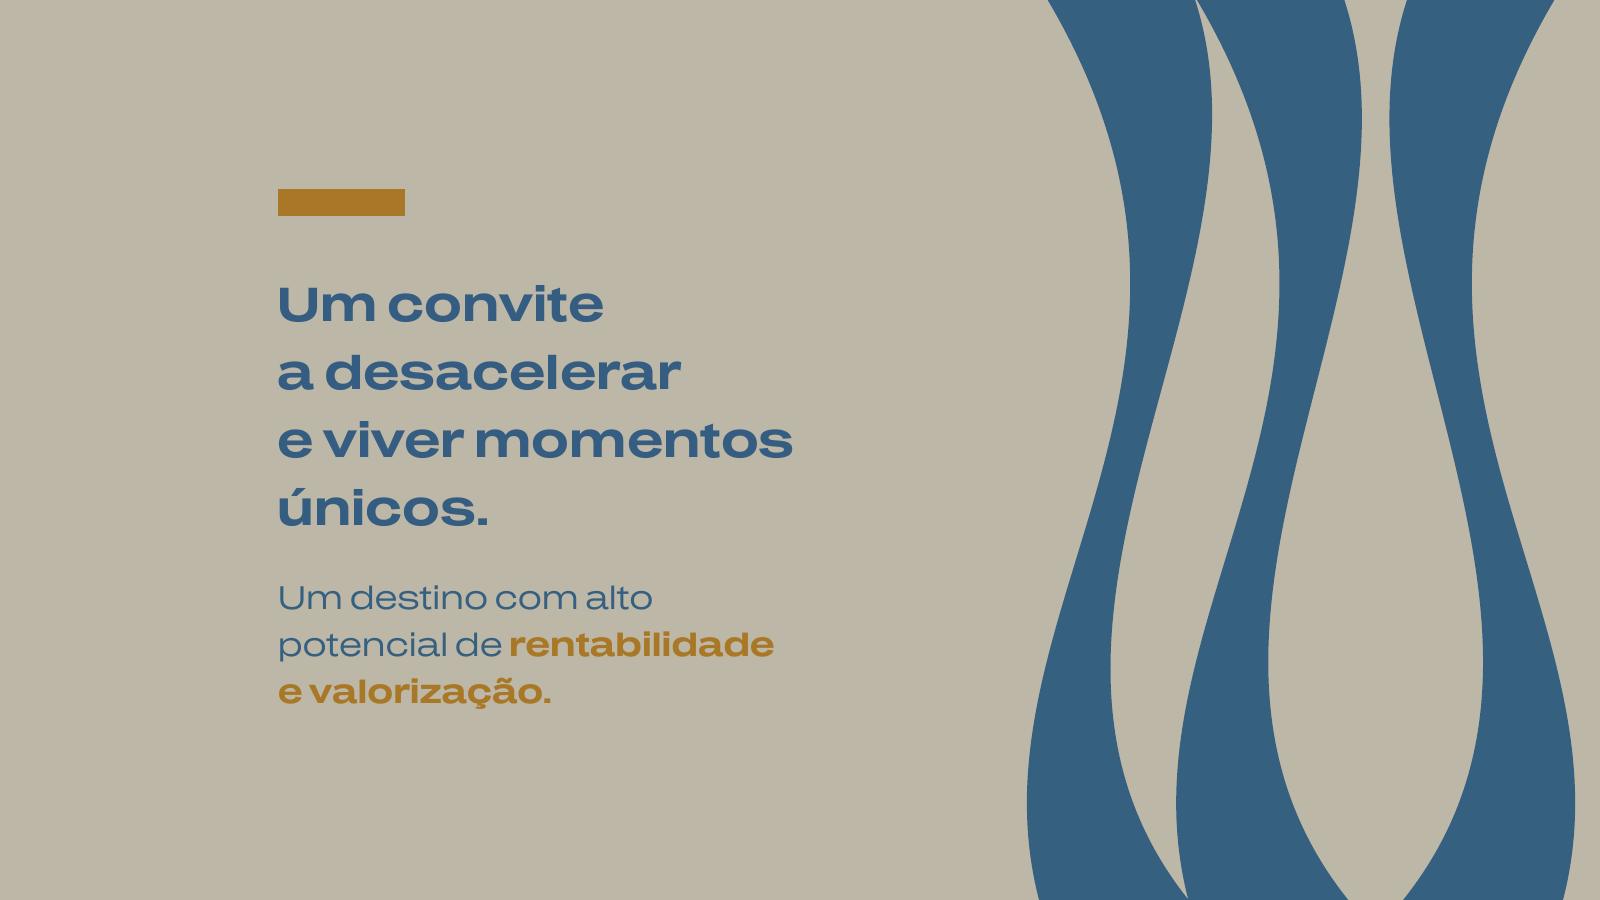 Um convite
a desacelerar
e viver momentos
únicos.
Um destino com alto
potencial de rentabilidade
e valorização.